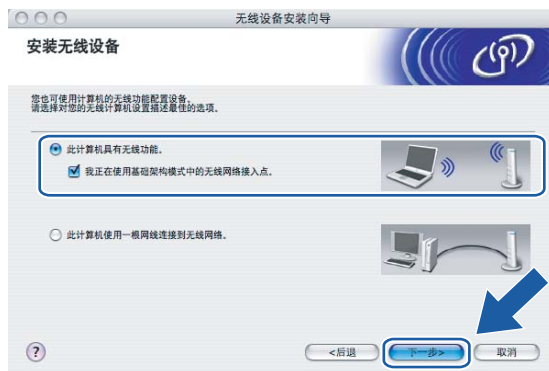 无线设备安装向导
安装无线设备
您也可使用计算机的无线功能配置设备。
请选择对您的无线计算机设置描述最佳的选项。
此计算机具有无线功能。
我正在使用基础架构模式中的无线网络接入点。
此计算机使用一根网线连接到无线网络。
? <后退 下一步> 取消